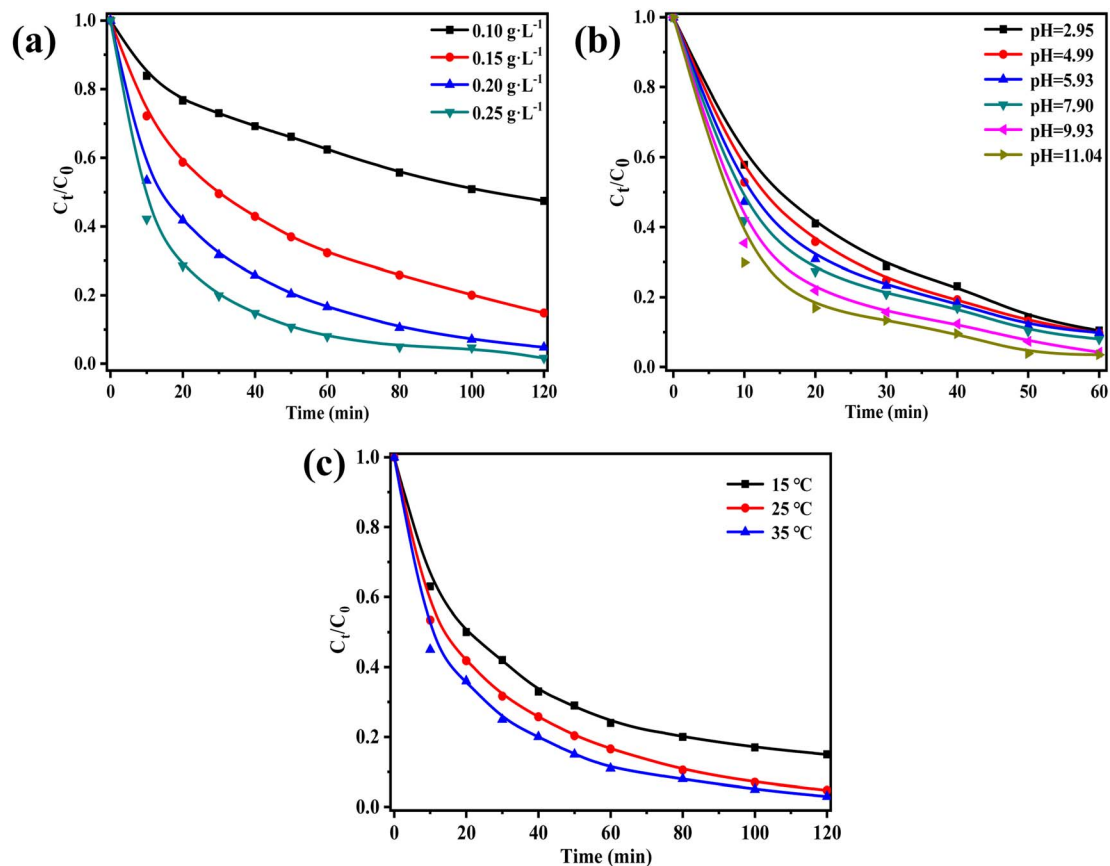 (a)
1.0
0.8
0.6
0.4
0.2
0.0
Cₜ/C₀
0 20 40 60 80 100 120
Time (min)
0.10 g·L⁻¹
0.15 g·L⁻¹
0.20 g·L⁻¹
0.25 g·L⁻¹
(b)
1.0
0.8
0.6
0.4
0.2
0.0
Cₜ/C₀
0 10 20 30 40 50 60
Time (min)
pH=2.95
pH=4.99
pH=5.93
pH=7.90
pH=9.93
pH=11.04
(c)
1.0
0.8
0.6
0.4
0.2
0.0
Cₜ/C₀
0 20 40 60 80 100 120
Time (min)
15 °C
25 °C
35 °C